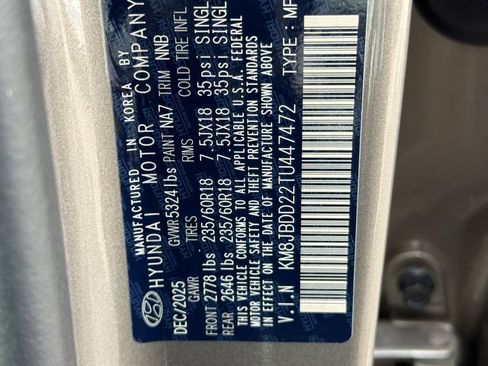 MANUFACTURED IN KOREA BY
HYUNDAI MOTOR COMPANY
DEC/2025 GVWR 5324 lbs PAINT NA7 TRIM NNB
GAWR TIRES RIMS COLD TIRE INFL
FRONT 2778 lbs 235/60R18 7.5JX18 35psi SINGL
REAR 2646 lbs 235/60R18 7.5JX18 35psi SINGL
THIS VEHICLE CONFORMS TO ALL APPLICABLE U.S.A. FEDERAL
MOTOR VEHICLE SAFETY AND THEFT PREVENTION STANDARDS
IN EFFECT ON THE DATE OF MANUFACTURE SHOWN ABOVE.
V.I.N KM8JBDD22TU447472 MP